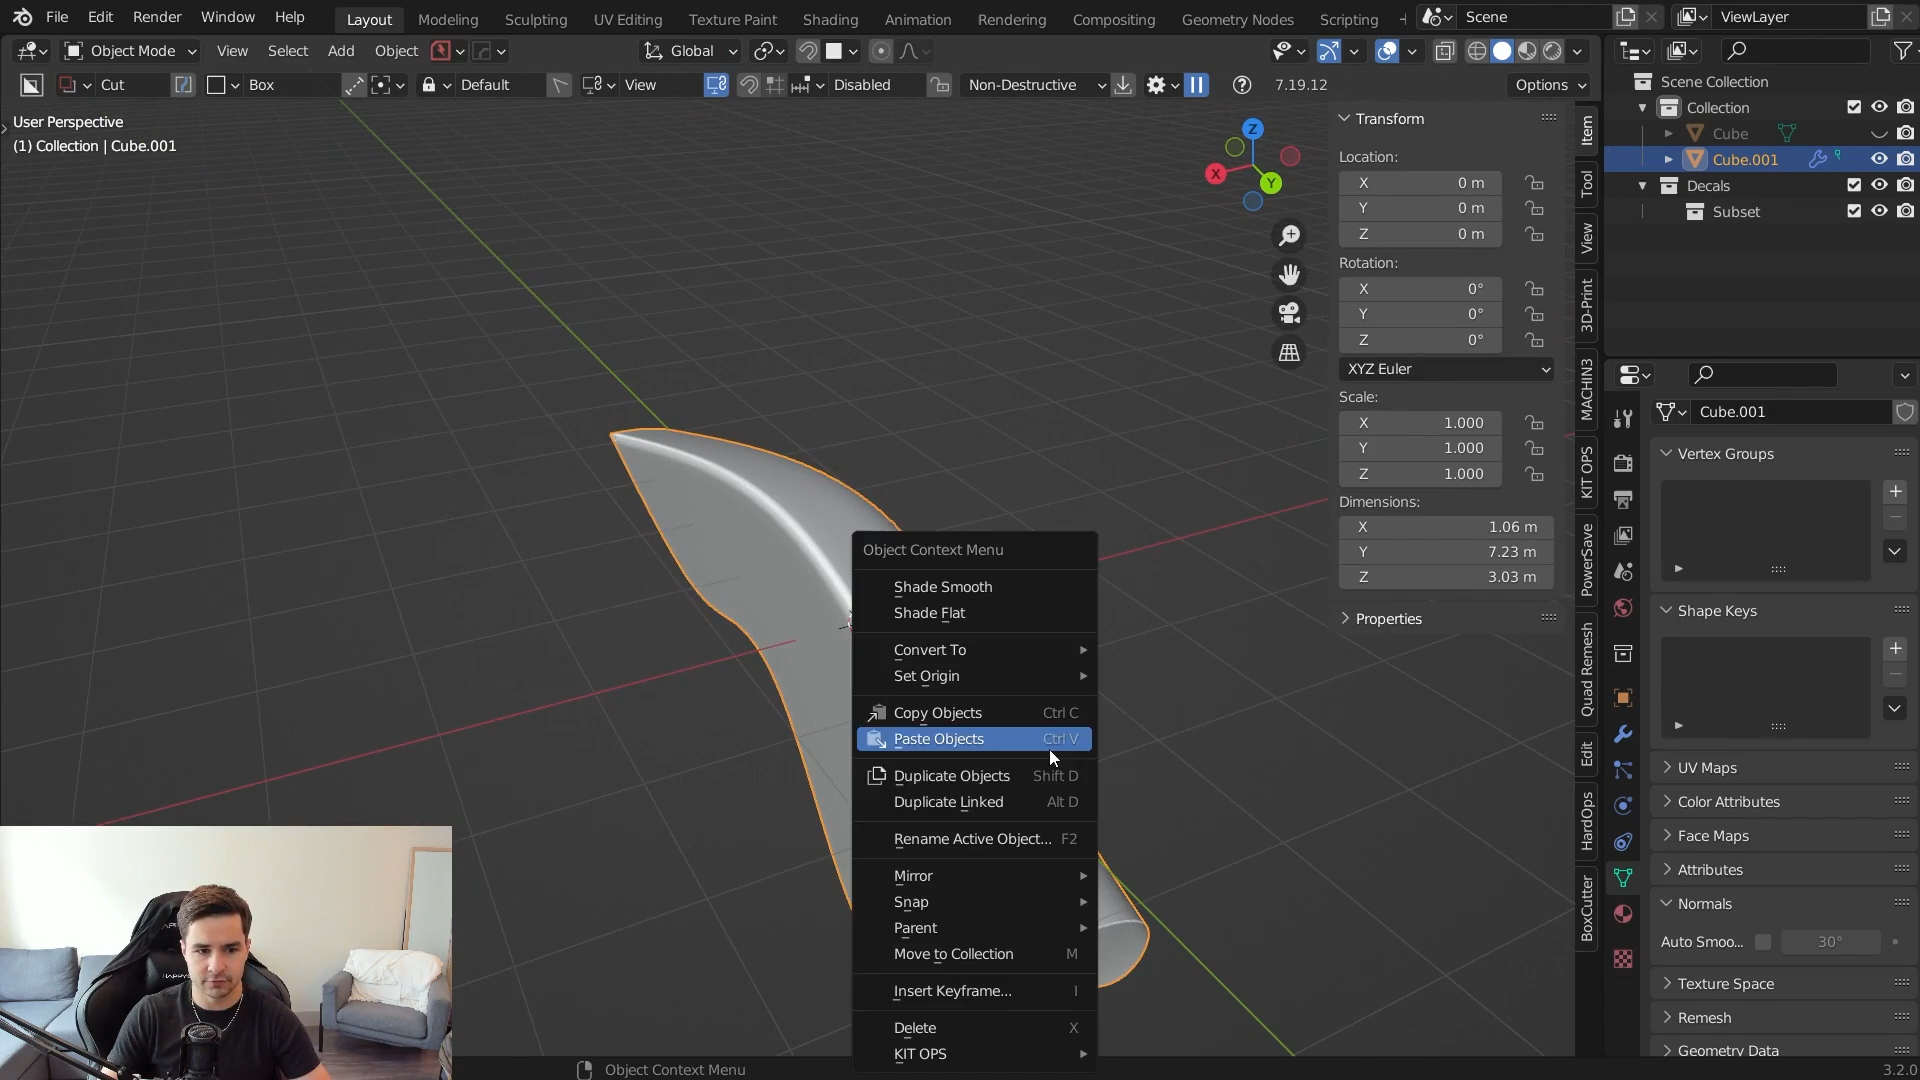 File Edit Render Window Help
Layout Modeling Sculpting UV Editing Texture Paint Shading Animation Rendering Compositing Geometry Nodes Scripting
Scene
ViewLayer
Object Mode View Select Add Object
Global
Cut
Box
Default
View
Disabled
Non-Destructive
7.19.12
Options
User Perspective
(1) Collection | Cube.001
Z
X
Y
Transform
Location:
X 0 m
Y 0 m
Z 0 m
Rotation:
X 0°
Y 0°
Z 0°
XYZ Euler
Scale:
X 1.000
Y 1.000
Z 1.000
Dimensions:
X 1.06 m
Y 7.23 m
Z 3.03 m
Properties
Item
Tool
View
3D-Print
MACHIN3
KIT OPS
PowerSave
Quad Remesh
Edit
HardOps
BoxCutter
Object Context Menu
Shade Smooth
Shade Flat
Convert To
Set Origin
Copy Objects Ctrl C
Paste Objects Ctrl V
Duplicate Objects Shift D
Duplicate Linked Alt D
Rename Active Object... F2
Mirror
Snap
Parent
Move to Collection M
Insert Keyframe... I
Delete X
KIT OPS
Scene Collection
Collection
Cube
Cube.001
Decals
Subset
Cube.001
Vertex Groups
Shape Keys
UV Maps
Color Attributes
Face Maps
Attributes
Normals
Auto Smoo... 30°
Texture Space
Remesh
Geometry Data
Object Context Menu
3.2.0